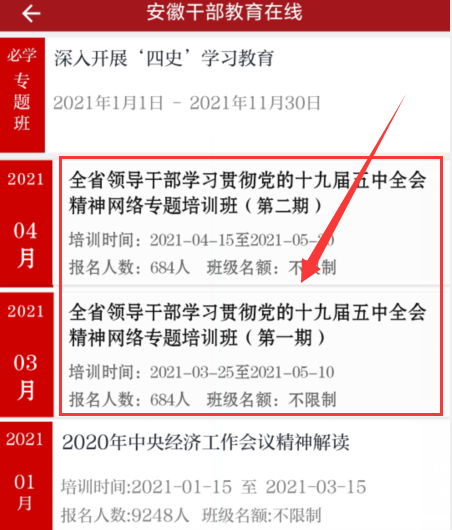 安徽干部教育在线
必学
专
题
班
深入开展‘四史’学习教育
2021年1月1日 - 2021年11月30日
2021
04
月
全省领导干部学习贯彻党的十九届五中全会
精神网络专题培训班（第二期）
培训时间：2021-04-15至2021-05-30
报名人数：684人 班级名额：不限制
2021
03
月
全省领导干部学习贯彻党的十九届五中全会
精神网络专题培训班（第一期）
培训时间：2021-03-25至2021-05-10
报名人数：684人 班级名额：不限制
2021
01
月
2020年中央经济工作会议精神解读
培训时间:2021-01-15 至 2021-03-15
报名人数:9248人 班级名额:不限制